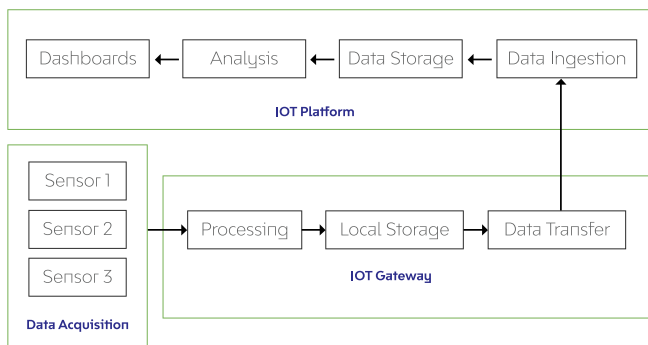 Dashboards
Analysis
Data Storage
Data Ingestion
IOT Platform
Sensor 1
Sensor 2
Sensor 3
Data Acquisition
Processing
Local Storage
Data Transfer
IOT Gateway